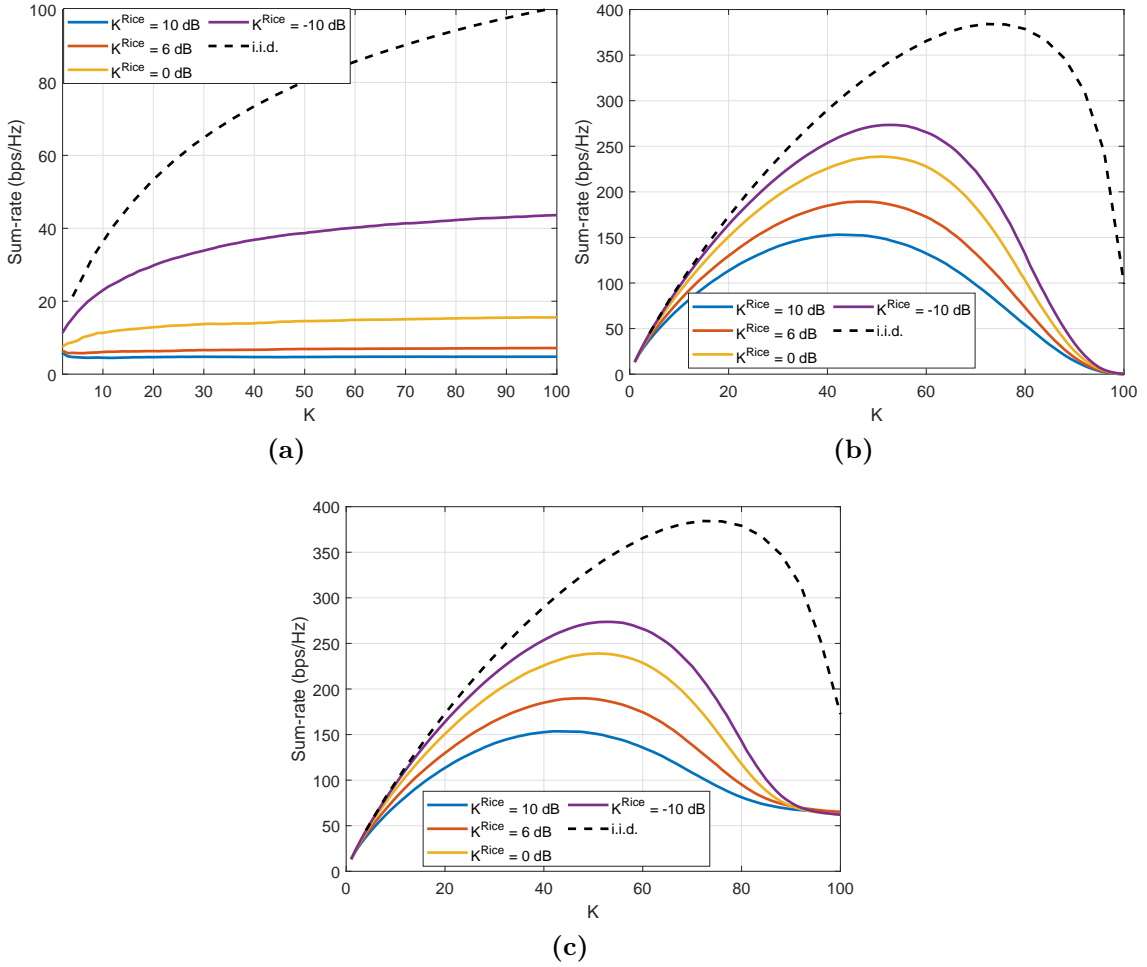 100
80
60
40
20
0
Sum-rate (bps/Hz)
K^Rice = 10 dB
K^Rice = 6 dB
K^Rice = 0 dB
K^Rice = -10 dB
i.i.d.
10 20 30 40 50 60 70 80 90 100
K
(a)
400
350
300
250
200
150
100
50
0
Sum-rate (bps/Hz)
K^Rice = 10 dB
K^Rice = 6 dB
K^Rice = 0 dB
K^Rice = -10 dB
i.i.d.
0 20 40 60 80 100
K
(b)
400
350
300
250
200
150
100
50
0
Sum-rate (bps/Hz)
K^Rice = 10 dB
K^Rice = 6 dB
K^Rice = 0 dB
K^Rice = -10 dB
i.i.d.
0 20 40 60 80 100
K
(c)